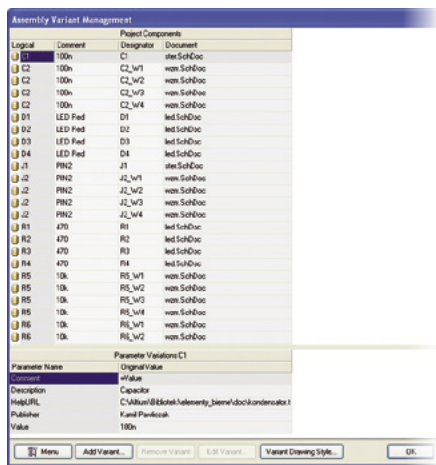 Assembly Variant Management
Project Components
Logical Comment Designator Document
C1 100n C1 ster.SchDoc
C2 100n C2_W1 wzm.SchDoc
C2 100n C2_W2 wzm.SchDoc
C2 100n C2_W3 wzm.SchDoc
C2 100n C2_W4 wzm.SchDoc
D1 LED Red D1 led.SchDoc
D2 LED Red D2 led.SchDoc
D3 LED Red D3 led.SchDoc
D4 LED Red D4 led.SchDoc
J1 PIN2 J1 ster.SchDoc
J2 PIN2 J2_W1 wzm.SchDoc
J2 PIN2 J2_W2 wzm.SchDoc
J2 PIN2 J2_W3 wzm.SchDoc
J2 PIN2 J2_W4 wzm.SchDoc
R1 470 R1 led.SchDoc
R2 470 R2 led.SchDoc
R3 470 R3 led.SchDoc
R4 470 R4 led.SchDoc
R5 10k R5_W1 wzm.SchDoc
R5 10k R5_W2 wzm.SchDoc
R5 10k R5_W3 wzm.SchDoc
R5 10k R5_W4 wzm.SchDoc
R6 10k R6_W1 wzm.SchDoc
R6 10k R6_W2 wzm.SchDoc
Parameter Variations C1
Parameter Name Original Value
Comment =Value
Description Capacitor
HelpURL C:\Altium\Bibliotek\elementy_bierne\doc\kondensator.t
Publisher Kamil Pawliczak
Value 100n
Menu Add Variant... Remove Variant Edit Variant... Variant Drawing Style... OK